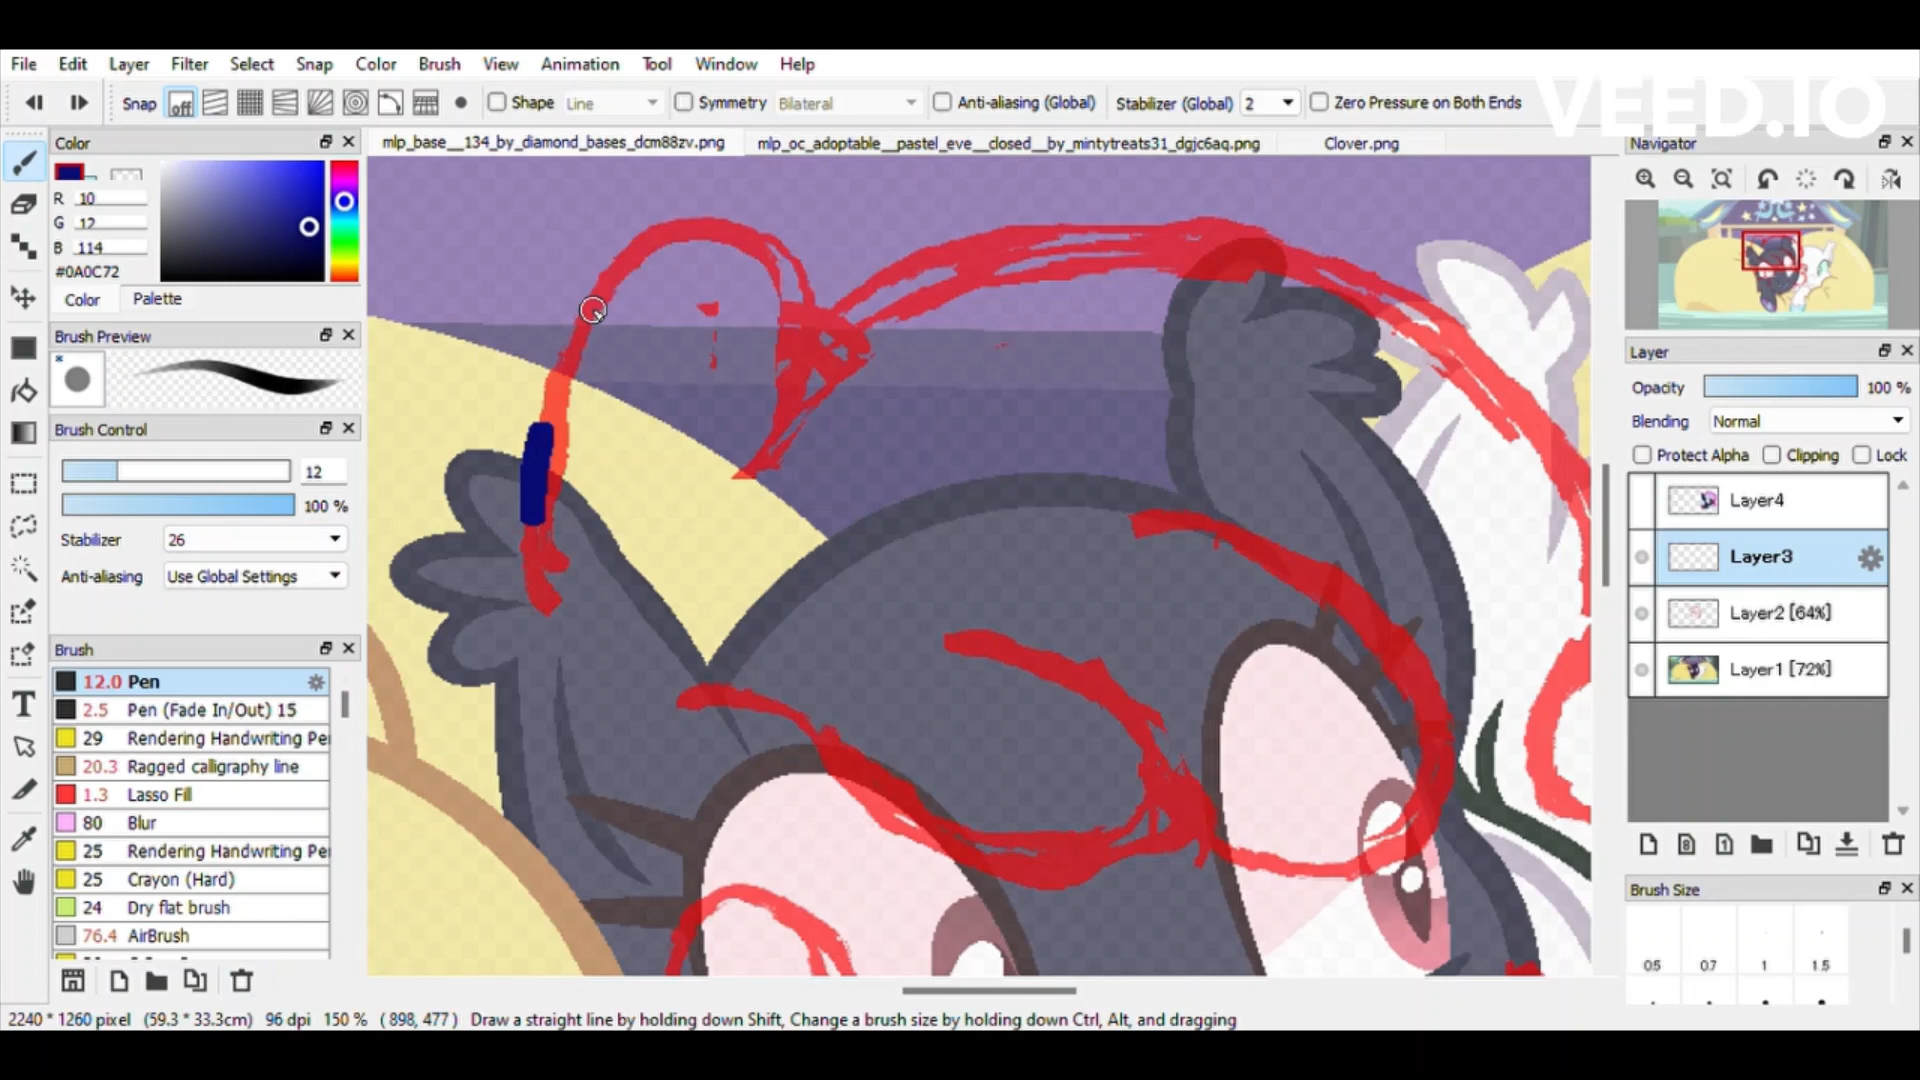 File Edit Layer Filter Select Snap Color Brush View Animation Tool Window Help
VEED.IO
Snap off Shape Line Symmetry Bilateral Anti-aliasing (Global) Stabilizer (Global) 2 Zero Pressure on Both Ends
Color
mlp_base__134_by_diamond_bases_dcm88zv.png mlp_oc_adoptable__pastel_eve__closed__by_mintytreats31_dgjc6aq.png Clover.png
Navigator
R 10
G 12
B 114
#0A0C72
Color Palette
Brush Preview
Brush Control
12
100 %
Stabilizer 26
Anti-aliasing Use Global Settings
Brush
12.0 Pen
2.5 Pen (Fade In/Out) 15
29 Rendering Handwriting Pe
20.3 Ragged calligraphy line
1.3 Lasso Fill
80 Blur
25 Rendering Handwriting Pe
25 Crayon (Hard)
24 Dry flat brush
76.4 AirBrush
Layer
Opacity 100 %
Blending Normal
Protect Alpha Clipping Lock
Layer4
Layer3
Layer2 [64%]
Layer1 [72%]
Brush Size
0.5 0.7 1 1.5
2240 * 1260 pixel (59.3 * 33.3cm) 96 dpi 150 % ( 898, 477 ) Draw a straight line by holding down Shift, Change a brush size by holding down Ctrl, Alt, and dragging